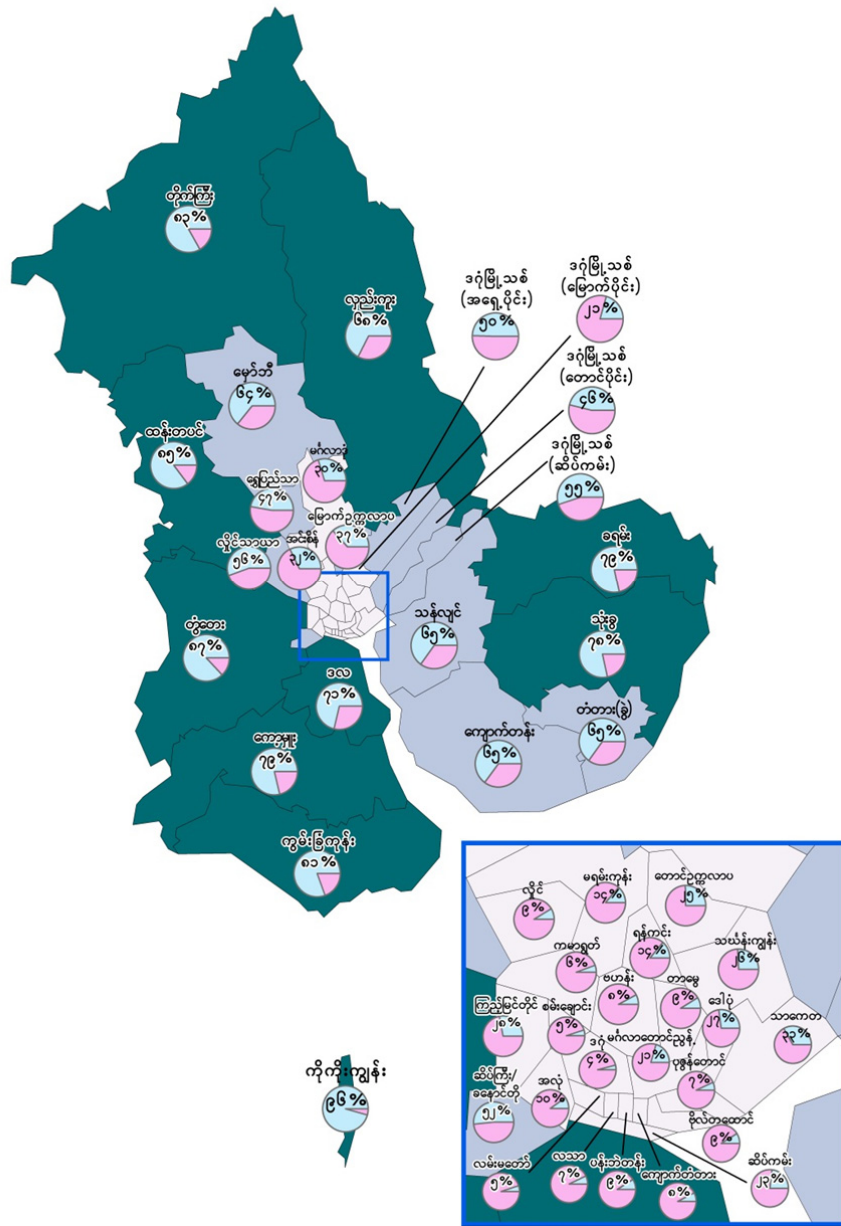 တိုက်ကြီး
၈၃%
လှည်းကူး
၆၈%
ဒဂုံမြို့သစ်
(အရှေ့ပိုင်း)
၅၀%
ဒဂုံမြို့သစ်
(မြောက်ပိုင်း)
၂၁%
ဒဂုံမြို့သစ်
(တောင်ပိုင်း)
၄၆%
ဒဂုံမြို့သစ်
(ဆိပ်ကမ်း)
၅၅%
မှော်ဘီ
၆၄%
ထန်းတပင်
၈၅%
မင်္ဂလာဒုံ
၃၀%
ရွှေပြည်သာ
၄၇%
မြောက်ဥက္ကလာပ
၃၇%
လှိုင်သာယာ
၅၆%
အင်းစိန်
၃၂%
ခရမ်း
၇၉%
တွံတေး
၈၇%
သန်လျင်
၆၅%
သုံးခွ
၇၈%
ဒလ
၇၁%
ကော့မှူး
၇၉%
ကျောက်တန်း
၆၅%
တံတား(ခွဲ)
၆၅%
ကွမ်းခြံကုန်း
၈၁%
ကိုကိုးကျွန်း
၉၆%
လှိုင်
၉%
မရမ်းကုန်း
၁၄%
တောင်ဥက္ကလာပ
၂၅%
ကမာရွတ်
၆%
ရန်ကင်း
၁၄%
သင်္ဃန်းကျွန်း
၂၆%
ဗဟန်း
၈%
တာမွေ
၉%
ဒေါပုံ
၂၇%
သာကေတ
၃၃%
ကြည့်မြင်တိုင်
၂၈%
စမ်းချောင်း
၅%
ဒဂုံ
၄%
မင်္ဂလာတောင်ညွန့်
၂၁%
ပုဇွန်တောင်
၇%
ဆိပ်ကြီး/
ခနောင်တို
၅၂%
အလုံ
၁၀%
ဗိုလ်တထောင်
၉%
လမ်းမတော်
၅%
လသာ
၇%
ပန်းဘဲတန်း
၉%
ကျောက်တံတား
၈%
ဆိပ်ကမ်း
၂၃%